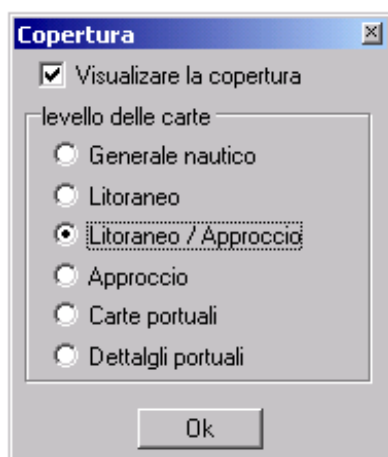 Copertura
Visualizare la copertura
levello delle carte
Generale nautico
Litoraneo
Litoraneo / Approccio
Approccio
Carte portuali
Dettalgli portuali
Ok